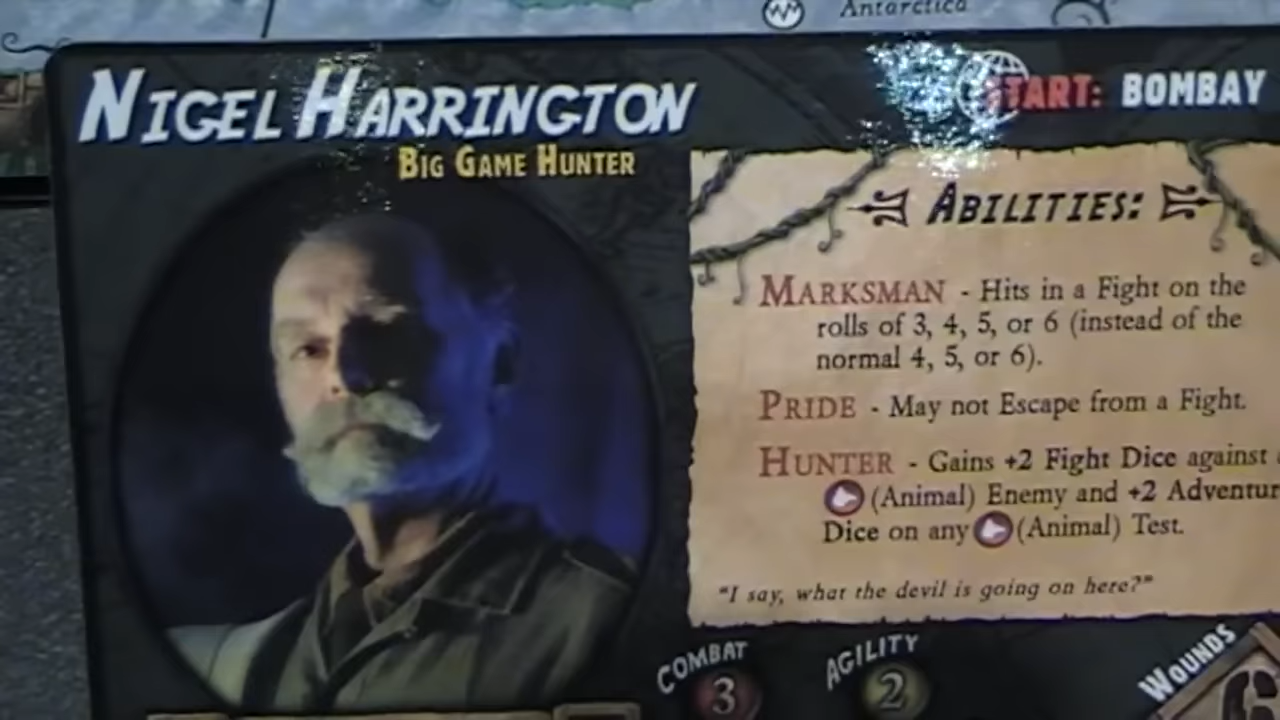 Antarctica
NIGEL HARRINGTON
START: BOMBAY
BIG GAME HUNTER
ABILITIES:
MARKSMAN - Hits in a Fight on the
rolls of 3, 4, 5, or 6 (instead of the
normal 4, 5, or 6).
PRIDE - May not Escape from a Fight.
HUNTER - Gains +2 Fight Dice against
(Animal) Enemy and +2 Adventur
Dice on any (Animal) Test.
"I say, what the devil is going on here?"
COMBAT
3
AGILITY
2
WOUNDS